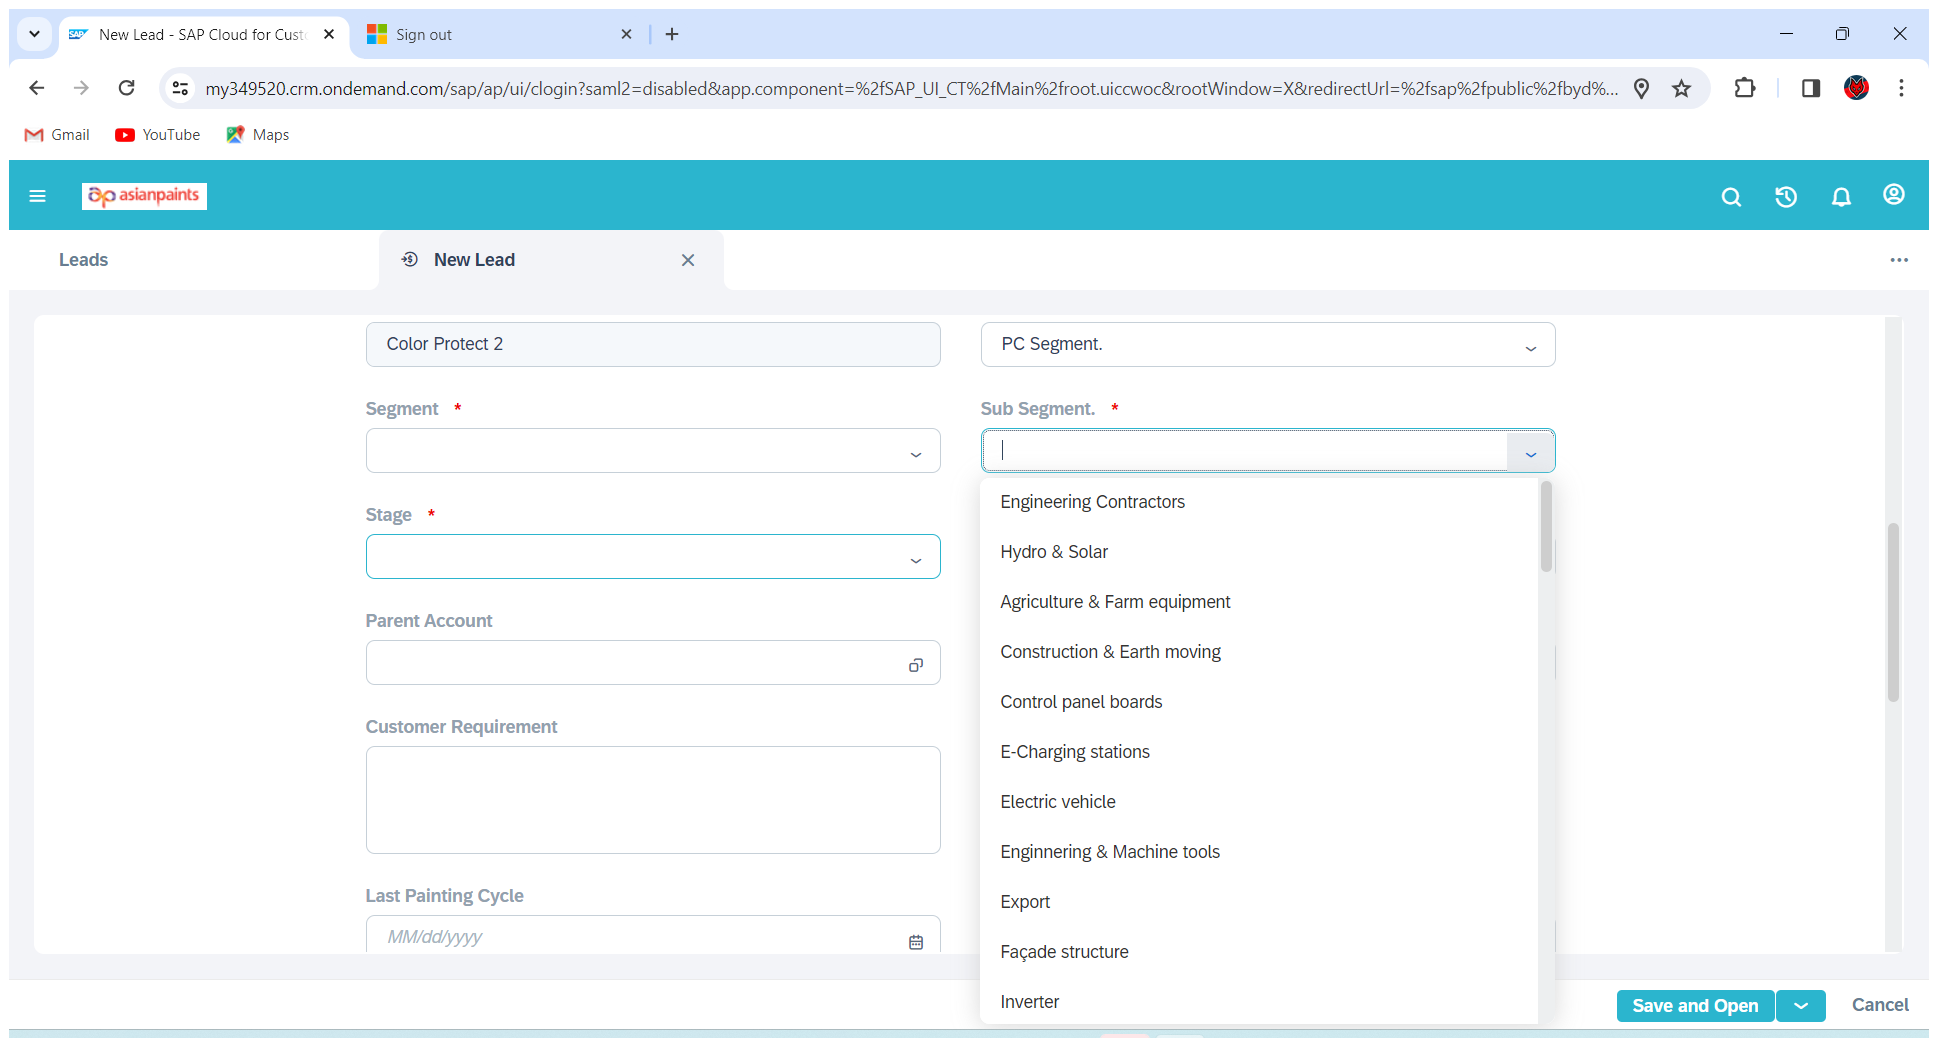 New Lead - SAP Cloud for Custo
Sign out
my349520.crm.ondemand.com/sap/ap/ui/clogin?saml2=disabled&app.component=%2fSAP_UI_CT%2fMain%2froot.uiccwoc&rootWindow=X&redirectUrl=%2fsap%2fpublic%2fbyd%...
Gmail
YouTube
Maps
ap asianpaints
Leads
New Lead
Color Protect 2
PC Segment.
Segment *
Sub Segment. *
Engineering Contractors
Stage *
Hydro & Solar
Agriculture & Farm equipment
Parent Account
Construction & Earth moving
Control panel boards
Customer Requirement
E-Charging stations
Electric vehicle
Enginnering & Machine tools
Last Painting Cycle
Export
MM/dd/yyyy
Façade structure
Inverter
Save and Open
Cancel